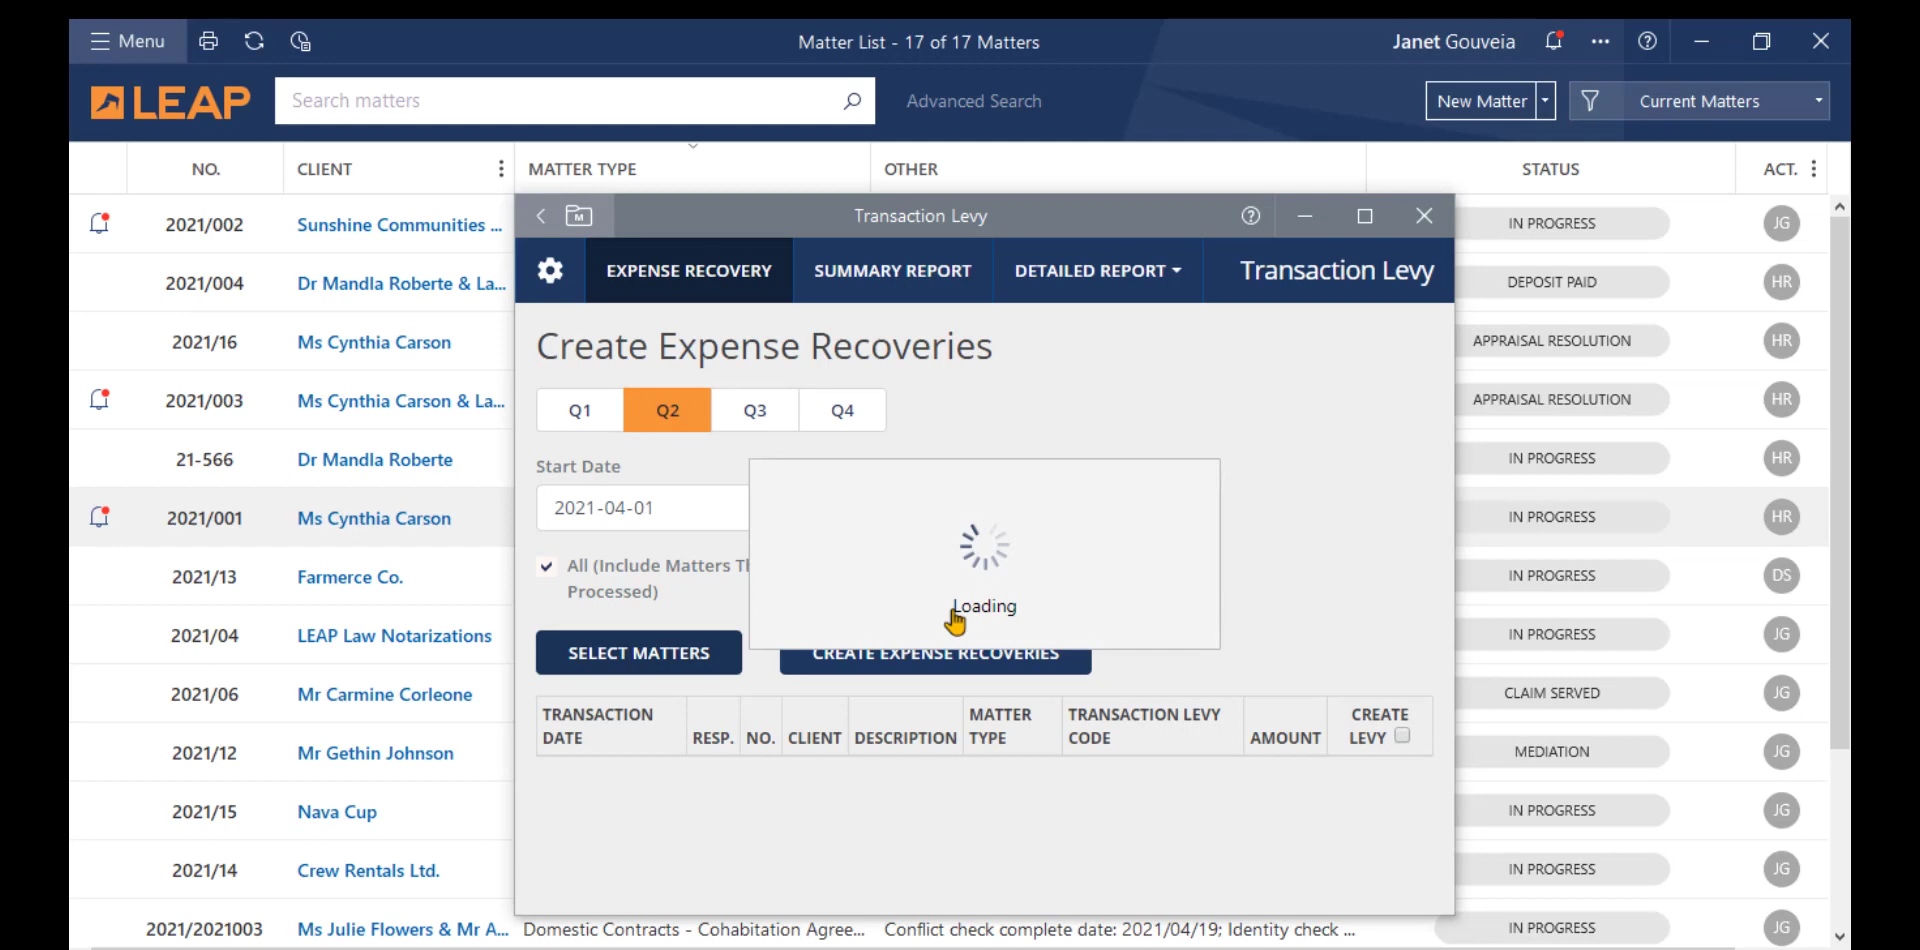 Menu
Matter List - 17 of 17 Matters
Janet Gouveia
LEAP
Search matters
Advanced Search
New Matter
Current Matters
NO. CLIENT MATTER TYPE OTHER STATUS ACT.
2021/002 Sunshine Communities ... IN PROGRESS JG
2021/004 Dr Mandla Roberte & La... DEPOSIT PAID HR
2021/16 Ms Cynthia Carson APPRAISAL RESOLUTION HR
2021/003 Ms Cynthia Carson & La... APPRAISAL RESOLUTION HR
21-566 Dr Mandla Roberte IN PROGRESS HR
2021/001 Ms Cynthia Carson IN PROGRESS HR
2021/13 Farmerce Co. IN PROGRESS DS
2021/04 LEAP Law Notarizations IN PROGRESS JG
2021/06 Mr Carmine Corleone CLAIM SERVED JG
2021/12 Mr Gethin Johnson MEDIATION JG
2021/15 Nava Cup IN PROGRESS JG
2021/14 Crew Rentals Ltd. IN PROGRESS JG
2021/2021003 Ms Julie Flowers & Mr A... Domestic Contracts - Cohabitation Agree... Conflict check complete date: 2021/04/19; Identity check ... IN PROGRESS JG
M
Transaction Levy
EXPENSE RECOVERY SUMMARY REPORT DETAILED REPORT Transaction Levy
Create Expense Recoveries
Q1 Q2 Q3 Q4
Start Date
2021-04-01
All (Include Matters
Processed)
Loading
SELECT MATTERS CREATE EXPENSE RECOVERIES
TRANSACTION DATE RESP. NO. CLIENT DESCRIPTION MATTER TYPE TRANSACTION LEVY CODE AMOUNT CREATE LEVY